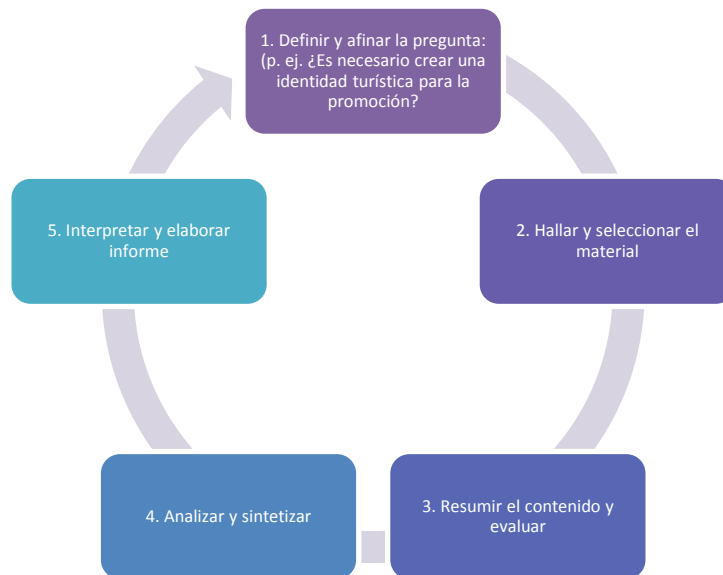 1. Definir y afinar la pregunta:
(p. ej. ¿Es necesario crear una
identidad turística para la
promoción?
2. Hallar y seleccionar el
material
3. Resumir el contenido y
evaluar
4. Analizar y sintetizar
5. Interpretar y elaborar
informe